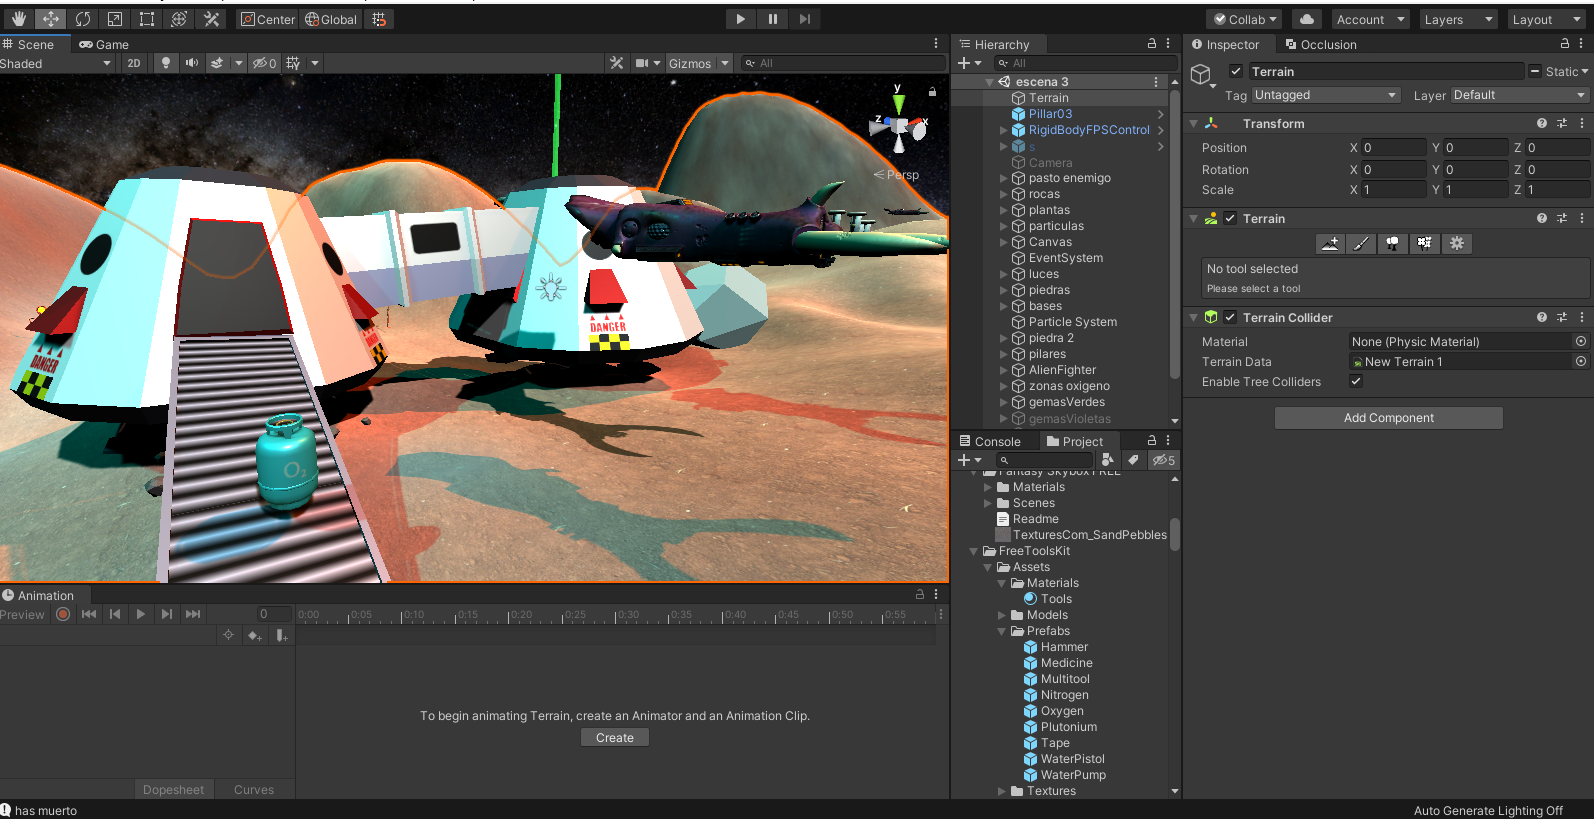 Center
Global
Collab
Account
Layers
Layout
Scene
Game
Shaded
2D
0
Gizmos
All
y
z
x
Persp
DANGER
DANGER
O2
Hierarchy
All
escena 3
Terrain
Pillar03
RigidBodyFPSControl
s
Camera
pasto enemigo
rocas
plantas
particulas
Canvas
EventSystem
luces
piedras
bases
Particle System
piedra 2
pilares
AlienFighter
zonas oxigeno
gemasVerdes
gemasVioletas
Console
Project
5
Fantasy Skybox FREE
Materials
Scenes
Readme
TexturesCom_SandPebbles
FreeToolsKit
Assets
Materials
Tools
Models
Prefabs
Hammer
Medicine
Multitool
Nitrogen
Oxygen
Plutonium
Tape
WaterPistol
WaterPump
Textures
Inspector
Occlusion
Terrain
Static
Tag Untagged Layer Default
Transform
Position X 0 Y 0 Z 0
Rotation X 0 Y 0 Z 0
Scale X 1 Y 1 Z 1
Terrain
No tool selected
Please select a tool
Terrain Collider
Material None (Physic Material)
Terrain Data New Terrain 1
Enable Tree Colliders
Add Component
Animation
Preview
0
0:00 0:05 0:10 0:15 0:20 0:25 0:30 0:35 0:40 0:45 0:50 0:55
To begin animating Terrain, create an Animator and an Animation Clip.
Create
Dopesheet Curves
has muerto
Auto Generate Lighting Off